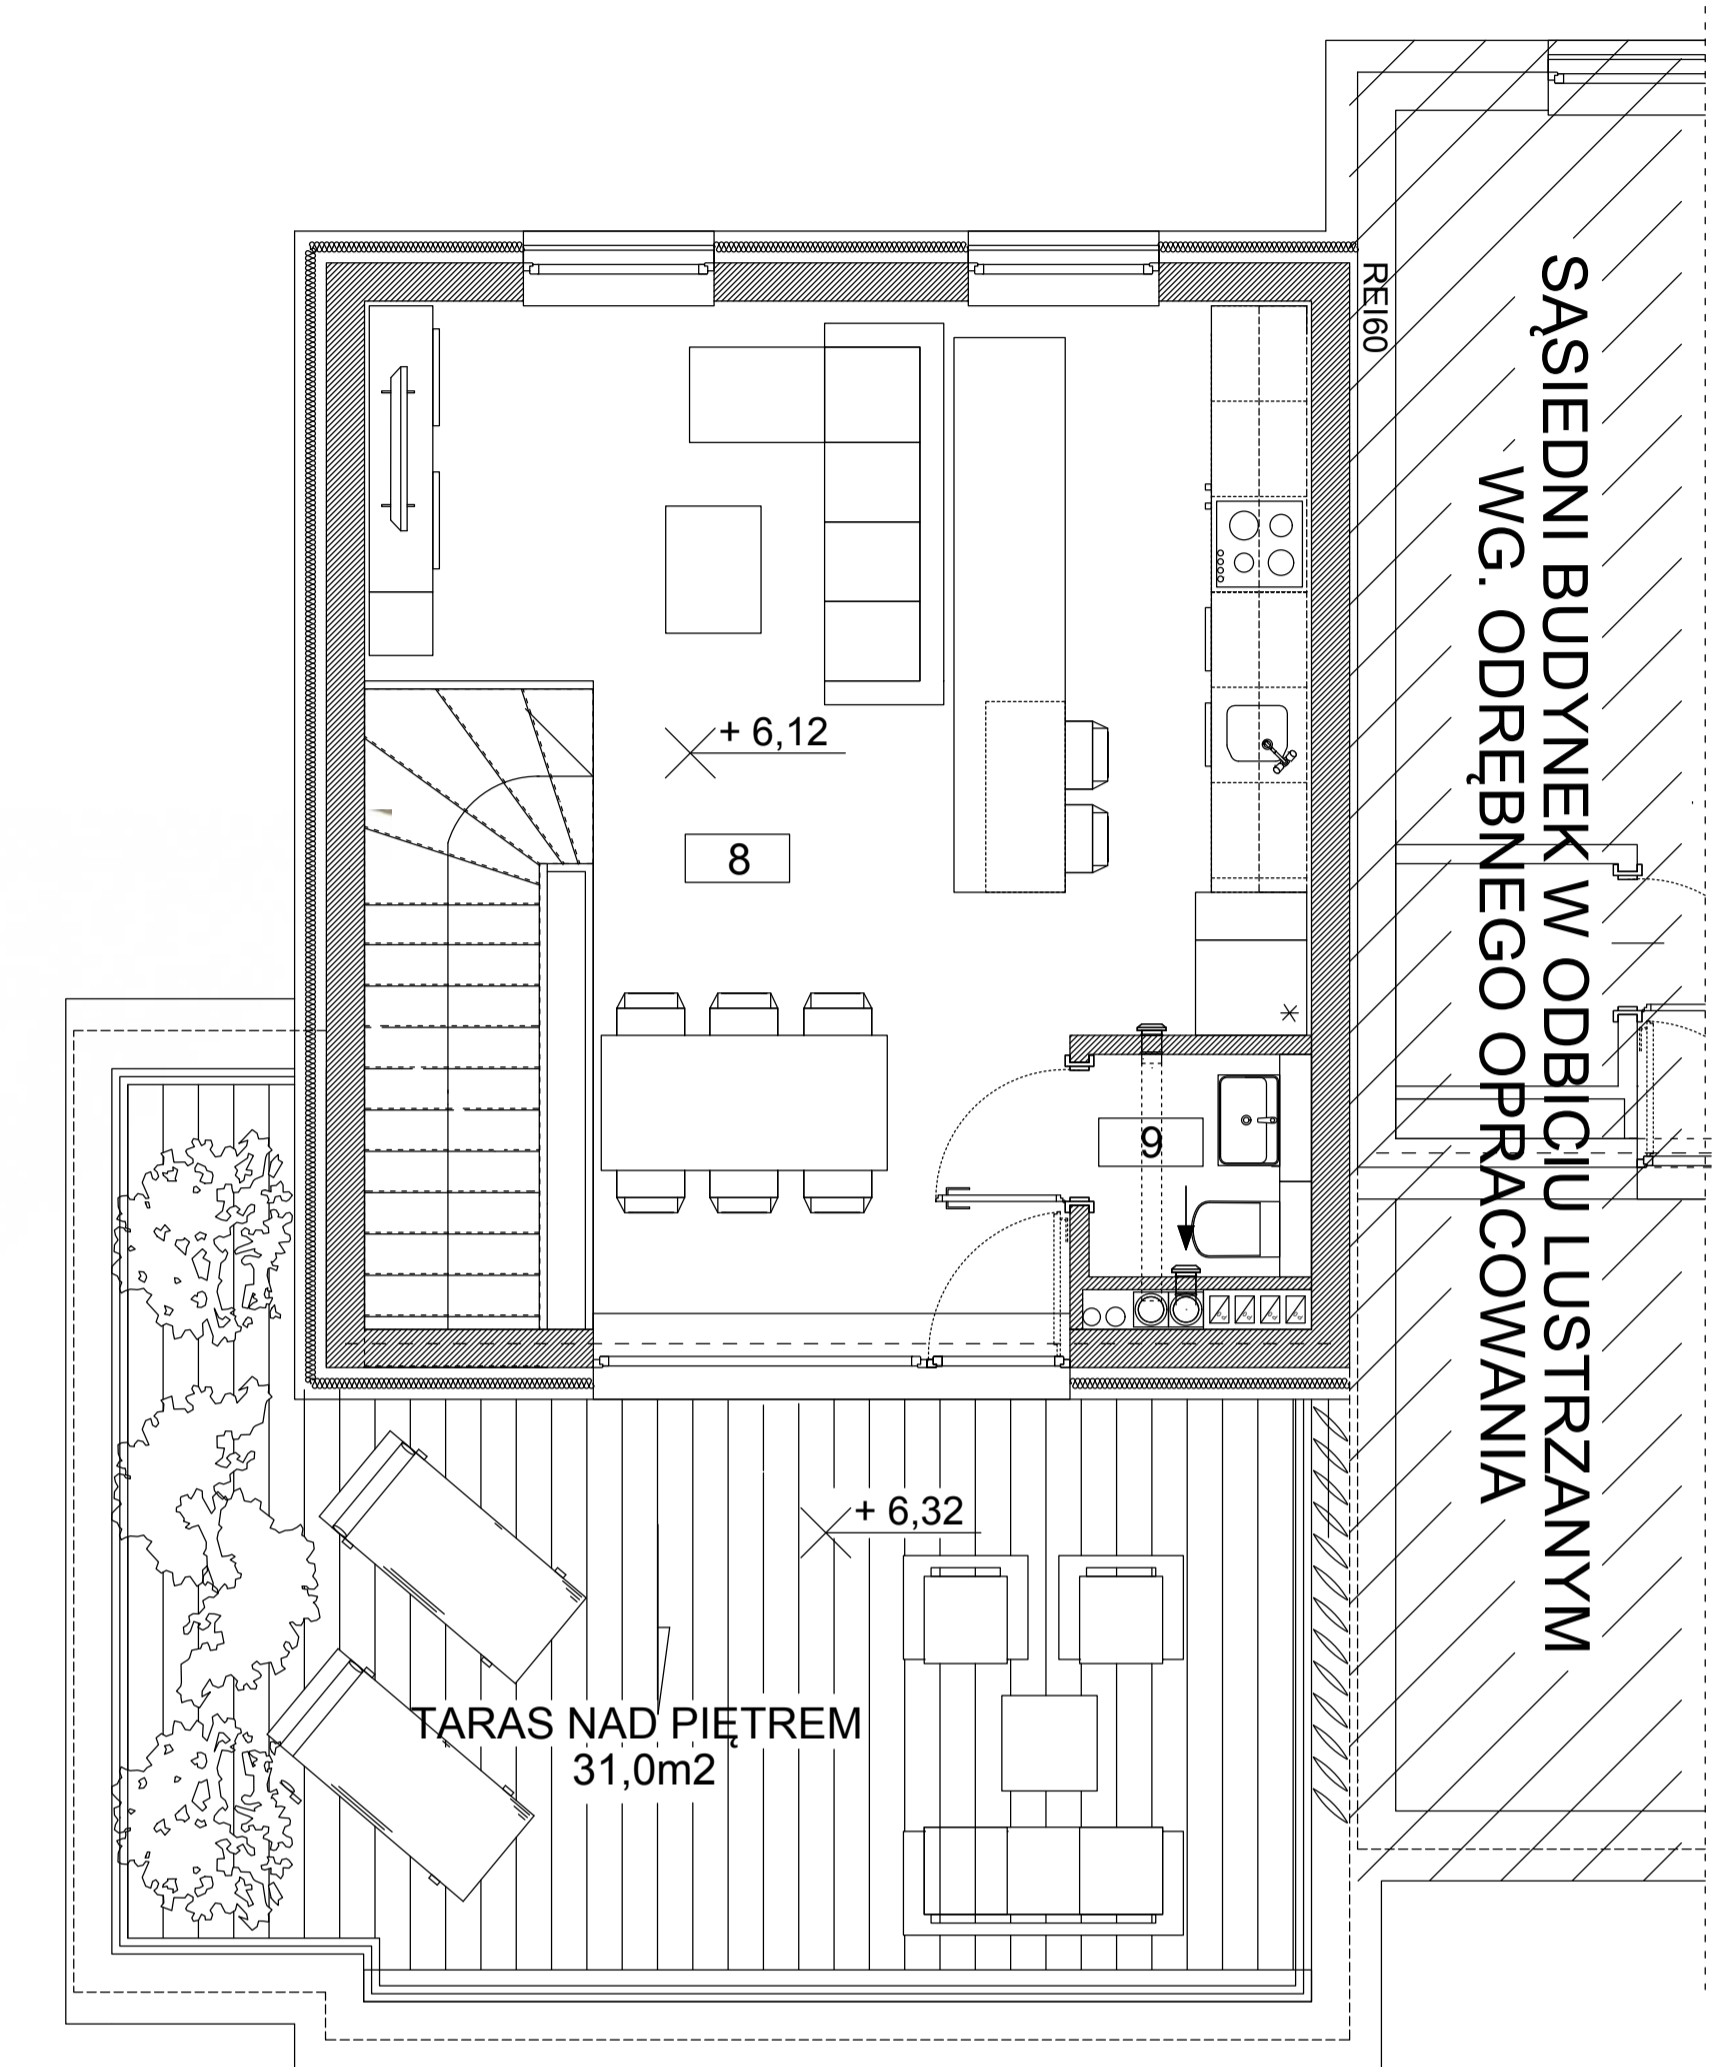 REI60
SĄSIEDNI BUDYNEK W ODBICIU LUSTRZANYM
WG. ODRĘBNEGO OPRACOWANIA
+ 6,12
8
9
+ 6,32
TARAS NAD PIĘTREM
31,0m2